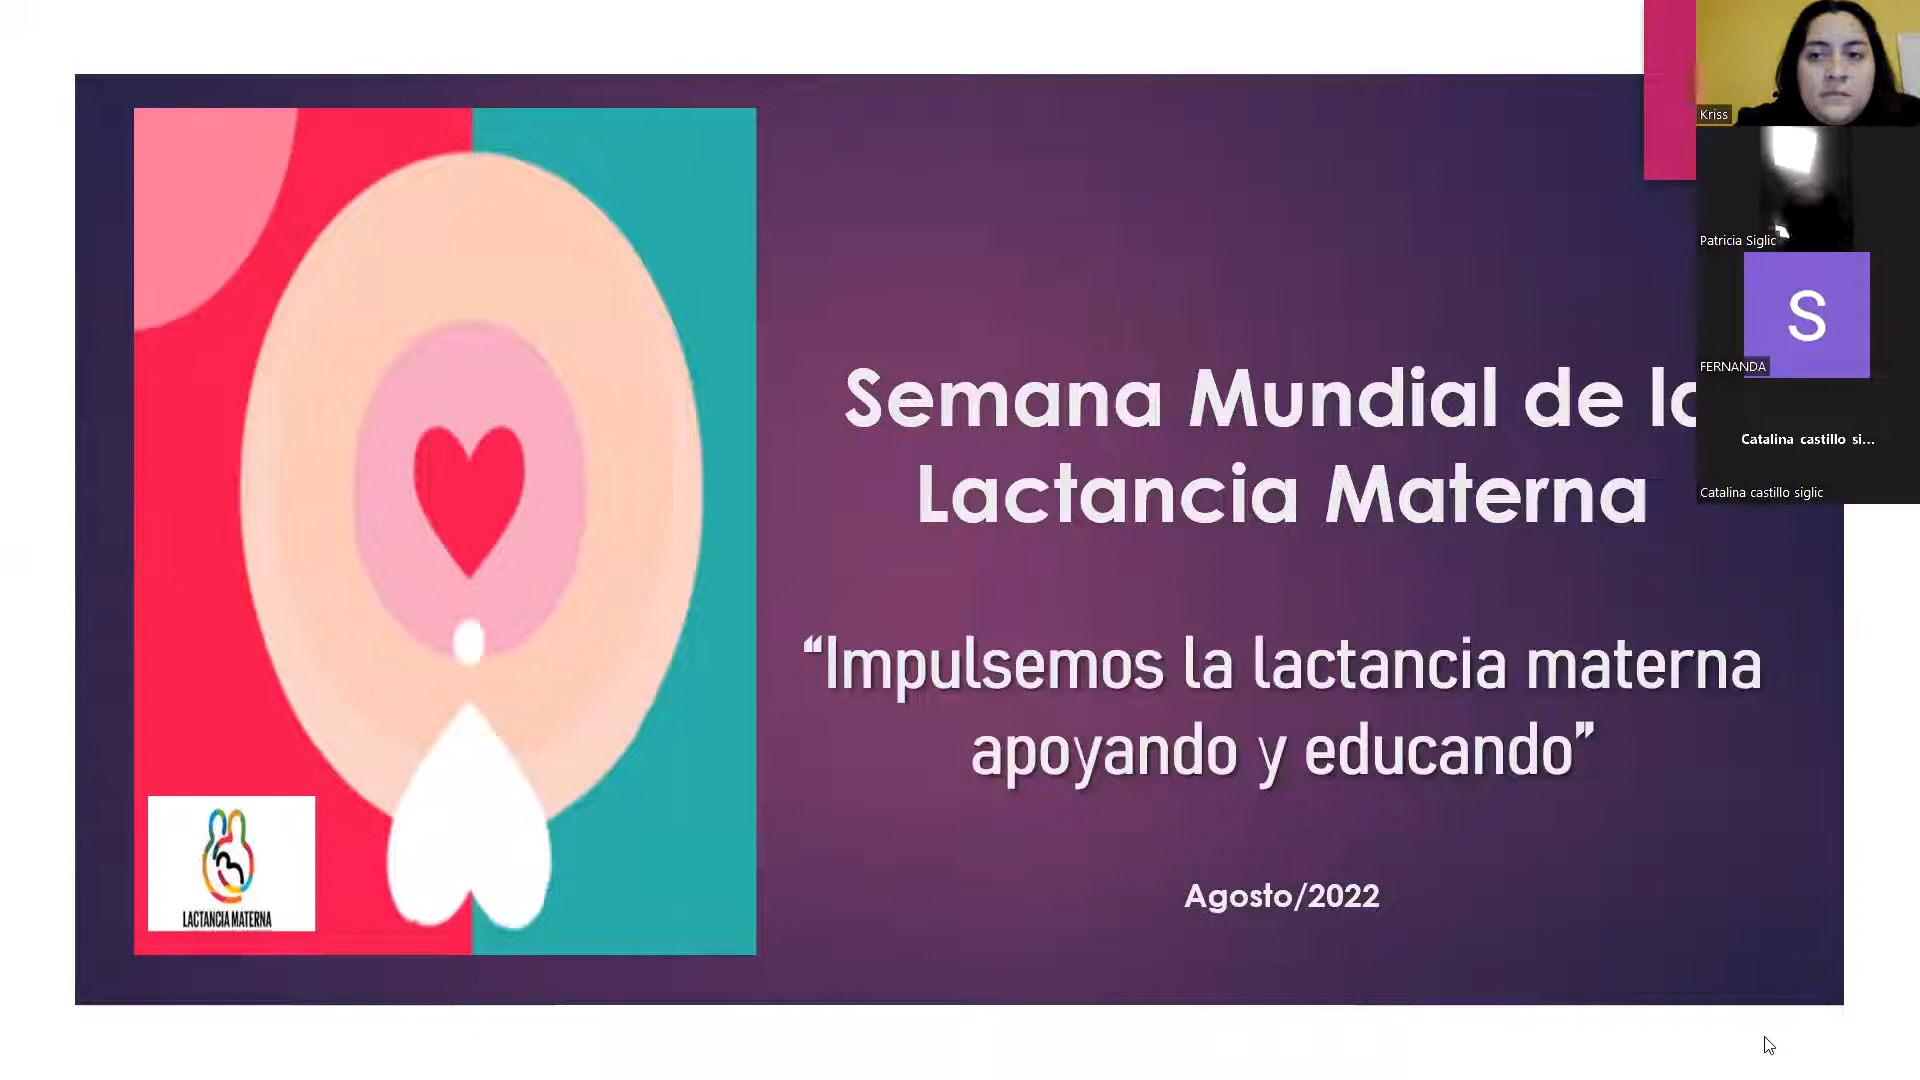 Semana Mundial de la
Lactancia Materna
“Impulsemos la lactancia materna
apoyando y educando”
Agosto/2022
LACTANCIA MATERNA
Kriss
Patricia Siglic
S
FERNANDA
Catalina castillo si...
Catalina castillo siglic